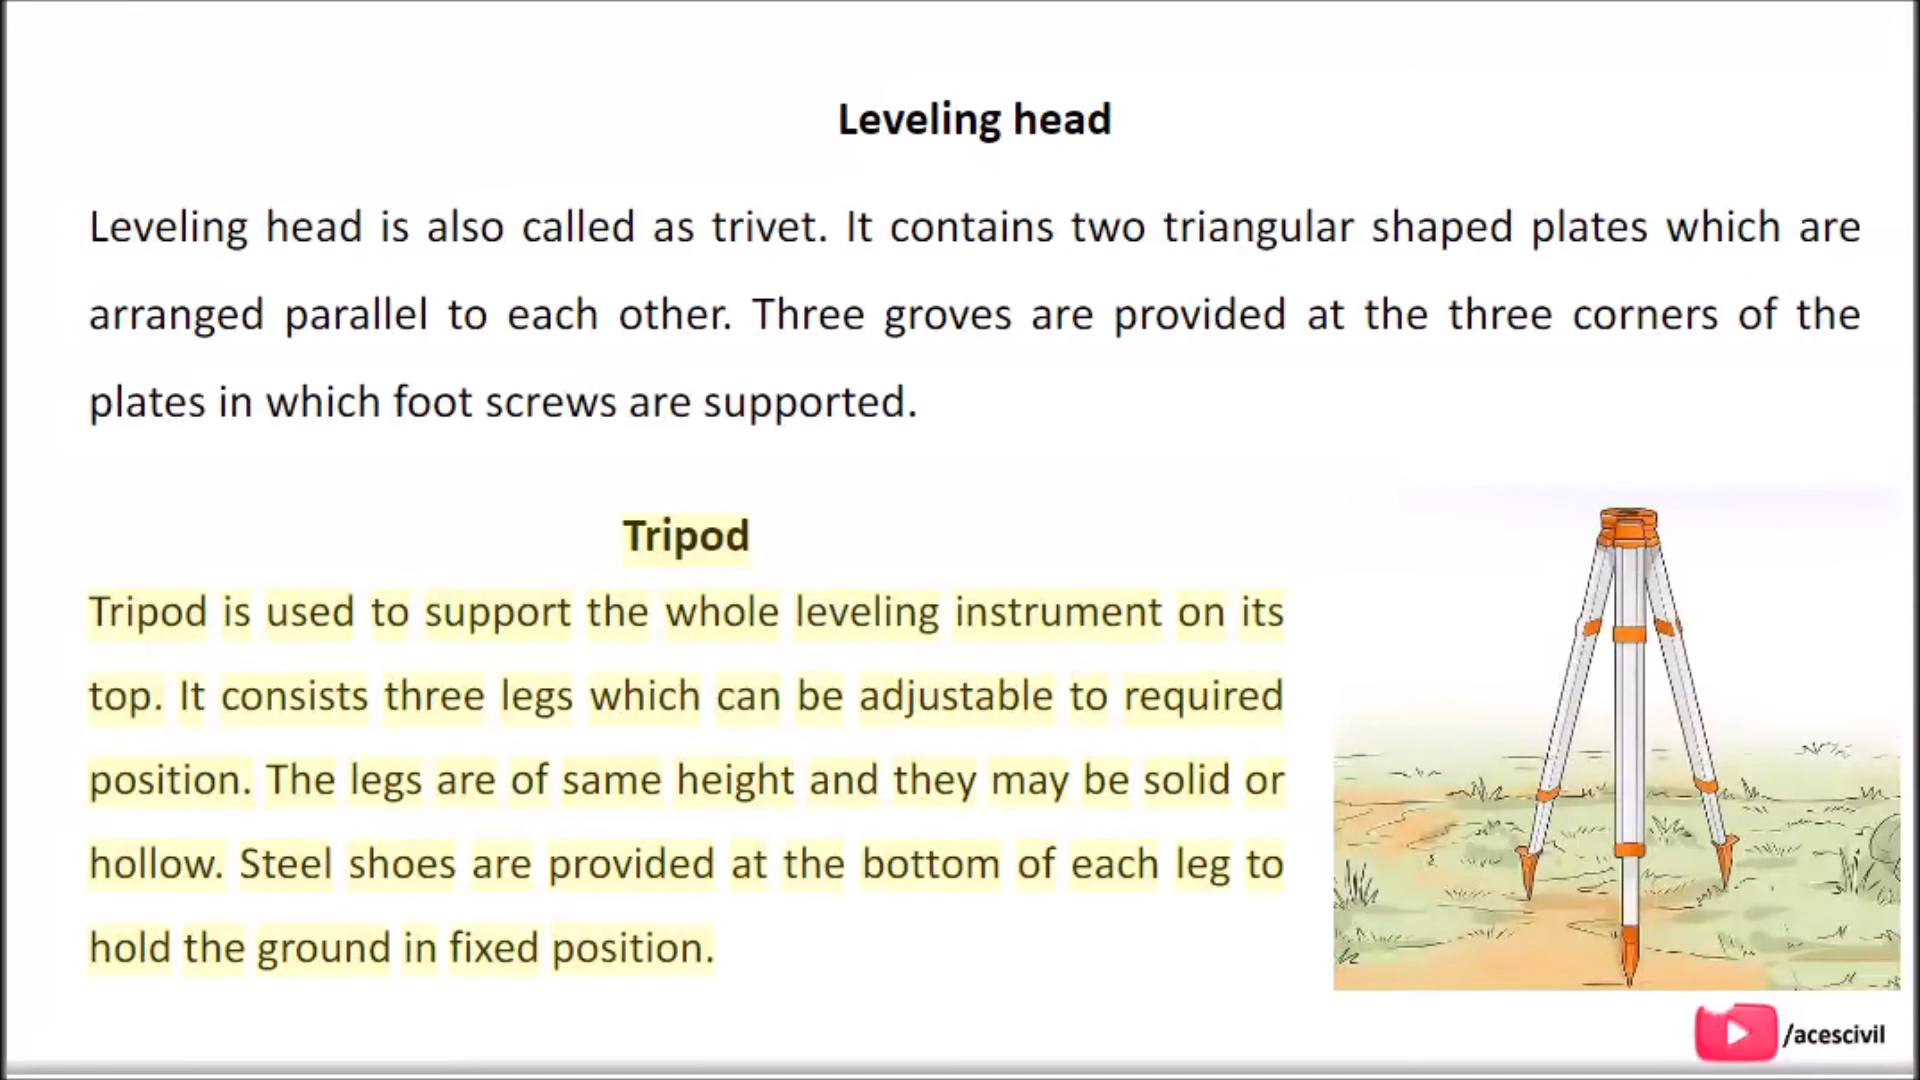 Leveling head
Leveling head is also called as trivet. It contains two triangular shaped plates which are
arranged parallel to each other. Three groves are provided at the three corners of the
plates in which foot screws are supported.
Tripod
Tripod is used to support the whole leveling instrument on its
top. It consists three legs which can be adjustable to required
position. The legs are of same height and they may be solid or
hollow. Steel shoes are provided at the bottom of each leg to
hold the ground in fixed position.
/acescivil